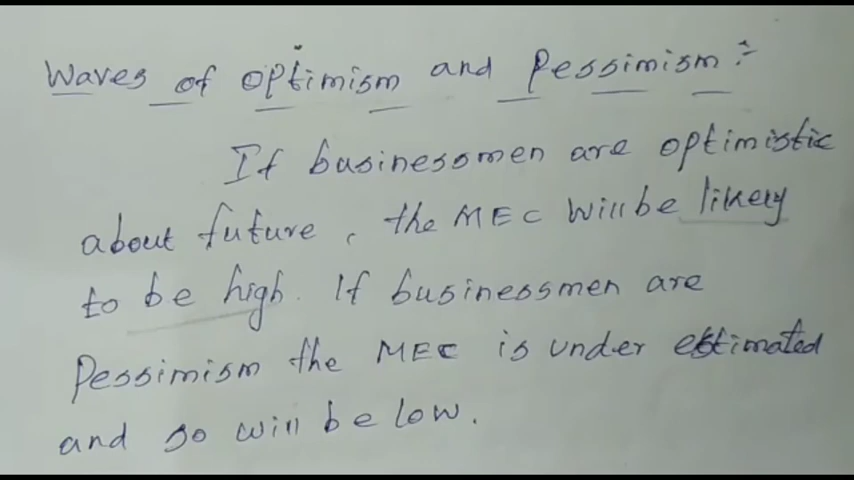 Waves of optimism and Pessimism :-
If businessmen are optimistic
about future, the MEC will be likely
to be high. If businessmen are
Pessimism the MEC is under estimated
and so will be low.